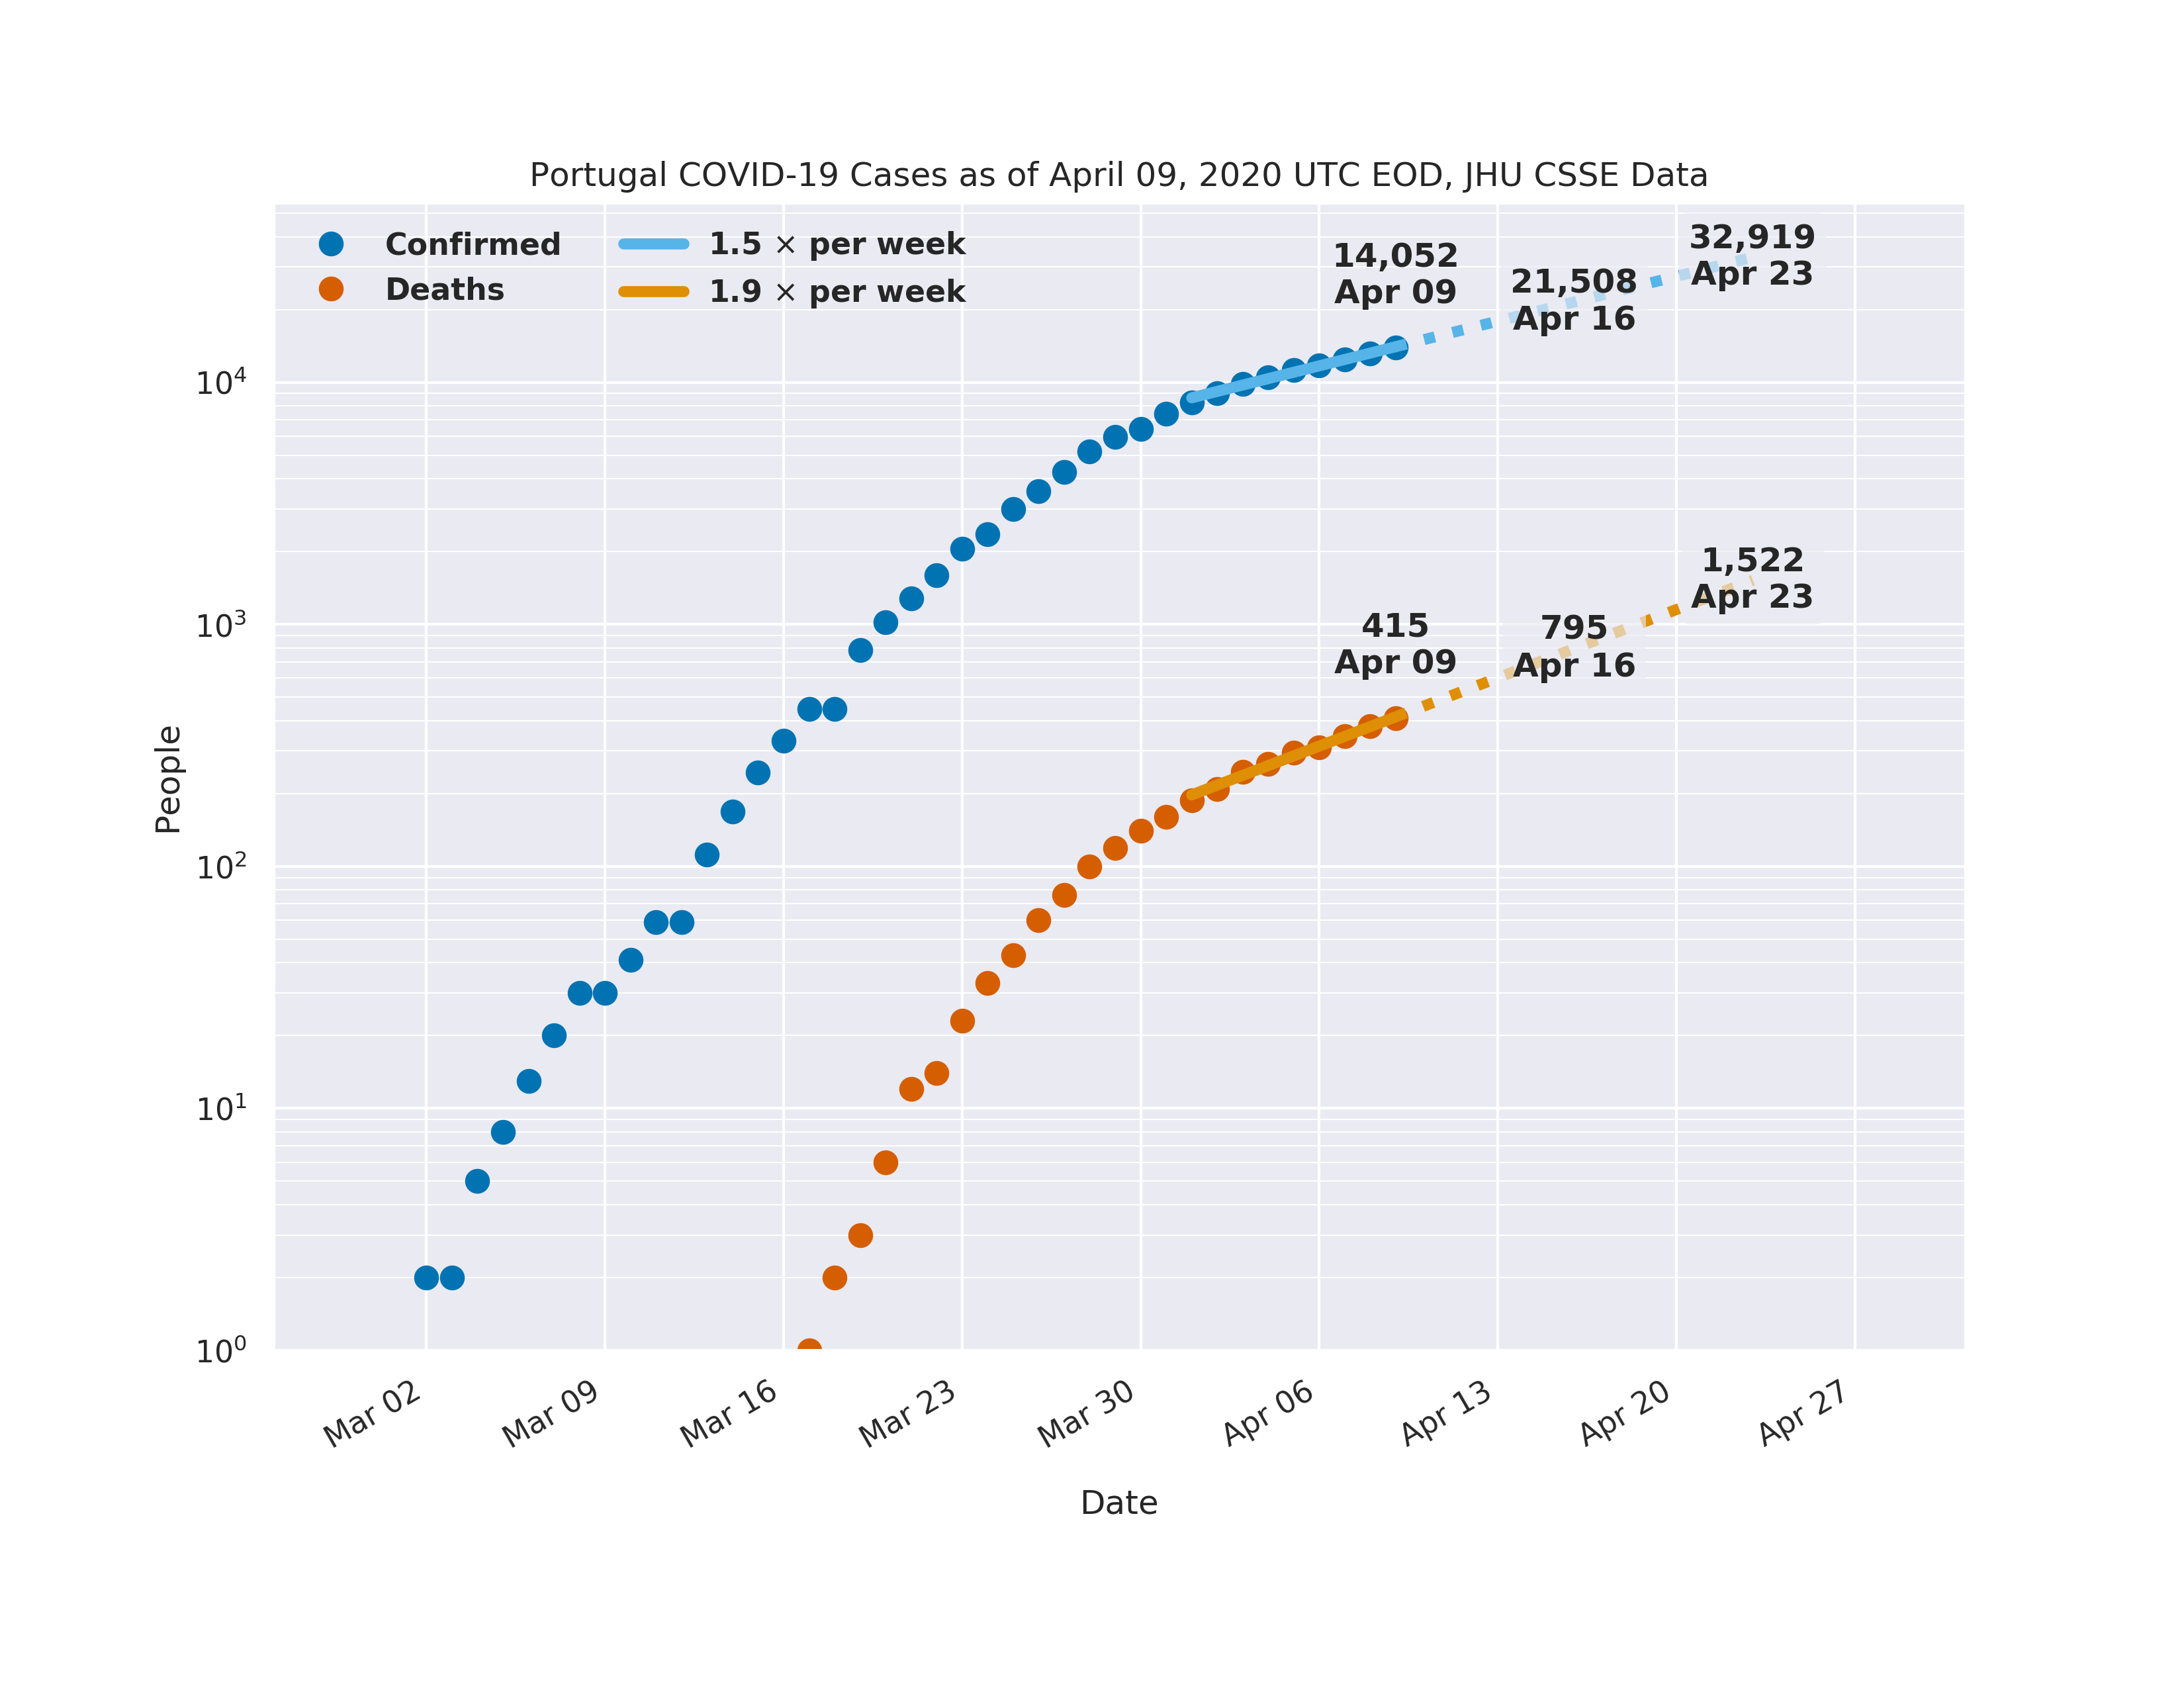 Portugal COVID-19 Cases as of April 09, 2020 UTC EOD, JHU CSSE Data
Confirmed
Deaths
1.5 × per week
1.9 × per week
14,052
Apr 09
21,508
Apr 16
32,919
Apr 23
415
Apr 09
795
Apr 16
1,522
Apr 23
People
10⁴
10³
10²
10¹
10⁰
Mar 02
Mar 09
Mar 16
Mar 23
Mar 30
Apr 06
Apr 13
Apr 20
Apr 27
Date